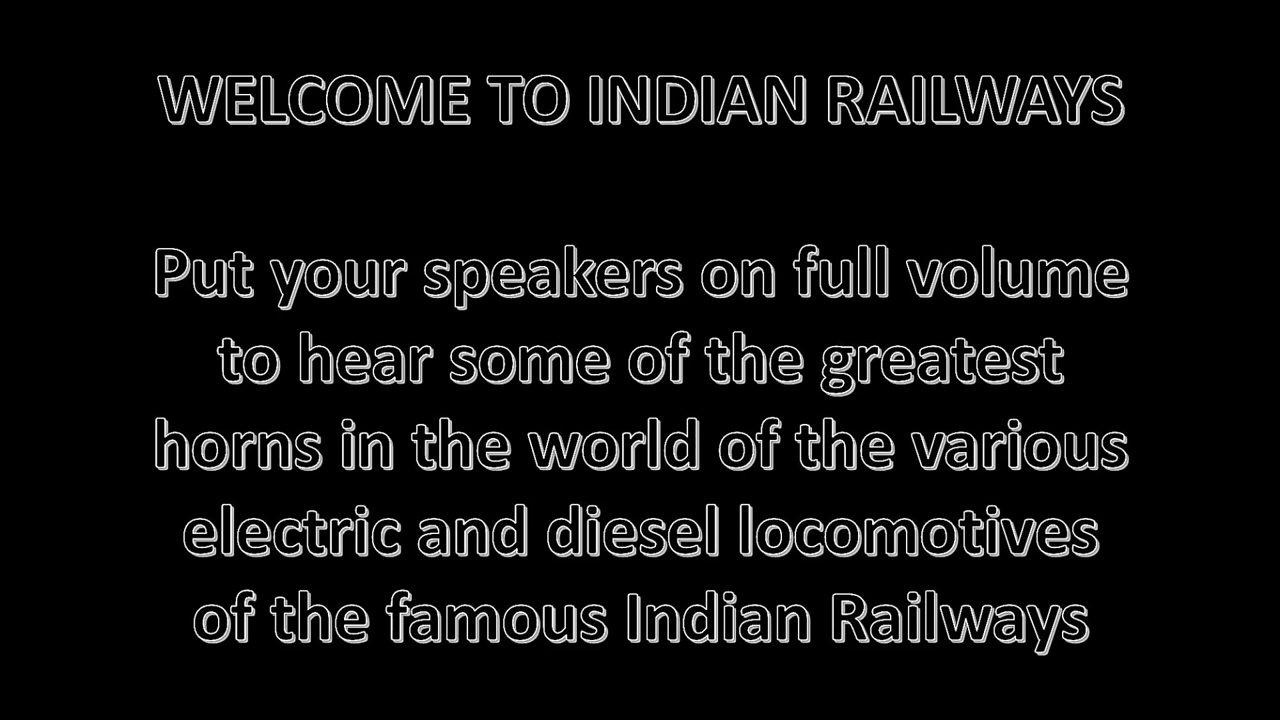 WELCOME TO INDIAN RAILWAYS
Put your speakers on full volume
to hear some of the greatest
horns in the world of the various
electric and diesel locomotives
of the famous Indian Railways